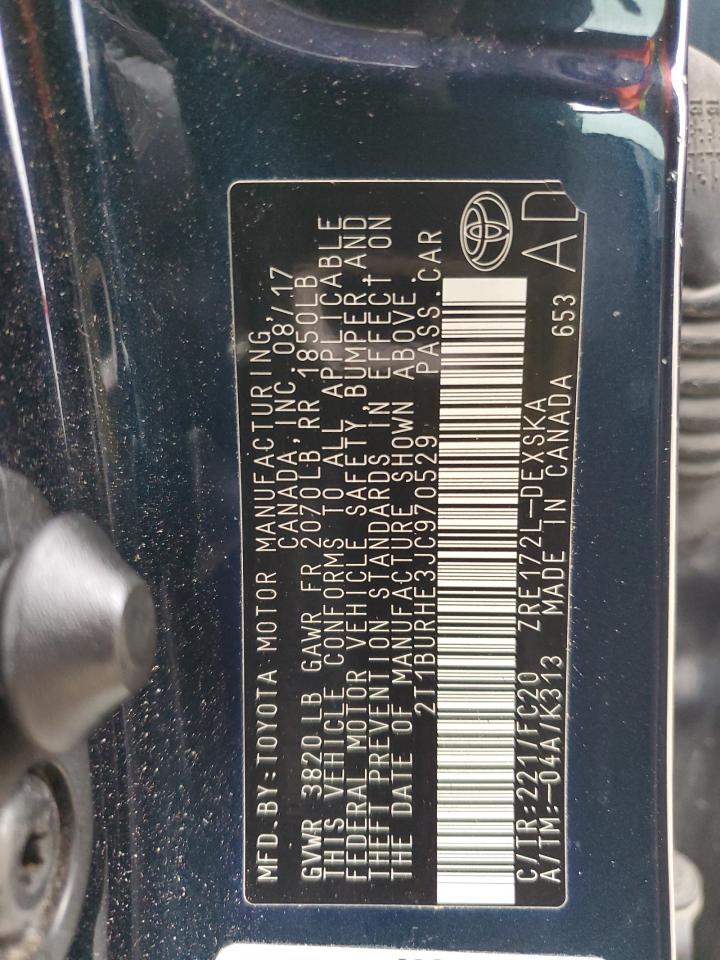 MFD.BY:TOYOTA MOTOR MANUFACTURING,
CANADA,INC.08/17
GVWR 3820 LB GAWR FR 2070LB,RR 1850LB
THIS VEHICLE CONFORMS TO ALL APPLICABLE
FEDERAL MOTOR VEHICLE SAFETY BUMPER,AND
THEFT PREVENTION STANDARDS IN EFFECT ON
THE DATE OF MANUFACTURE SHOWN ABOVE.
2T1BURHE3JC970529 PASS.CAR
C/TR:221/FC20 ZRE172L-DEXSKA
A/TM:-04A/K313 MADE IN CANADA 653
AD